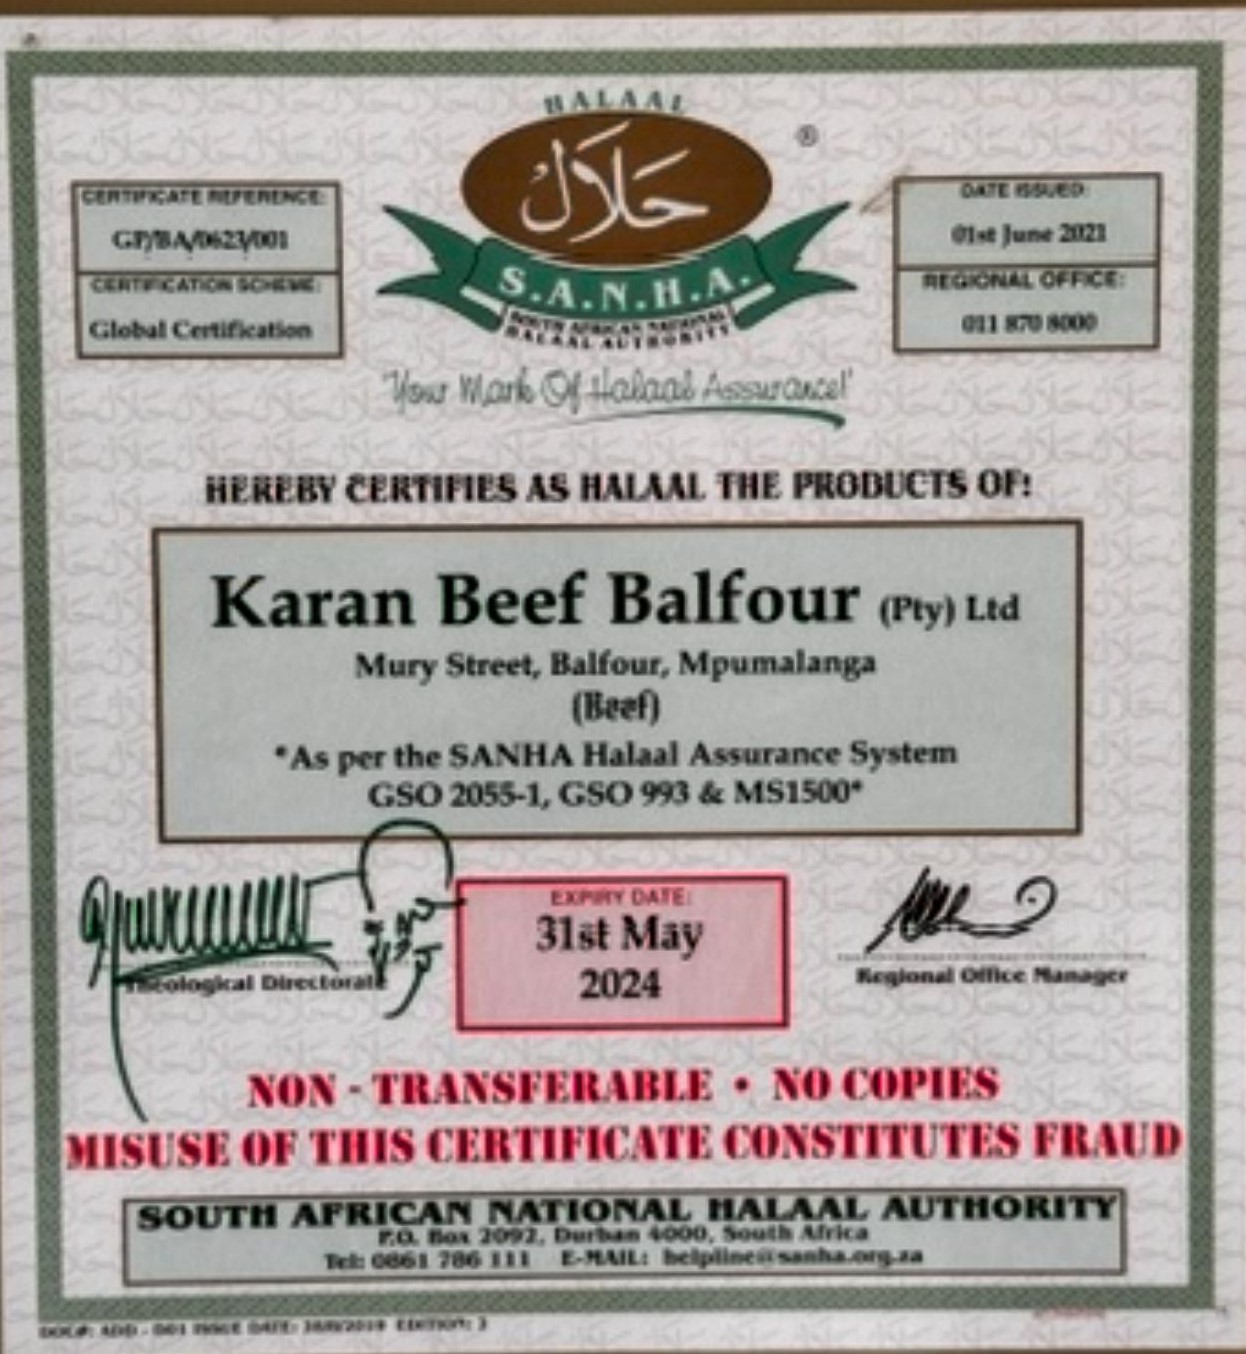 HALAAL
حلال
®
S.A.N.H.A.
SOUTH AFRICAN NATIONAL
HALAAL AUTHORITY
"Your Mark Of Halaal Assurance!"
CERTIFICATE REFERENCE:
GP/BA/0623/001
CERTIFICATION SCHEME:
Global Certification
DATE ISSUED:
01st June 2021
REGIONAL OFFICE:
011 870 8000
HEREBY CERTIFIES AS HALAAL THE PRODUCTS OF:
Karan Beef Balfour (Pty) Ltd
Mury Street, Balfour, Mpumalanga
(Beef)
*As per the SANHA Halaal Assurance System
GSO 2055-1, GSO 993 & MS1500*
Theological Directorate
EXPIRY DATE:
31st May
2024
Regional Office Manager
NON - TRANSFERABLE • NO COPIES
MISUSE OF THIS CERTIFICATE CONSTITUTES FRAUD
SOUTH AFRICAN NATIONAL HALAAL AUTHORITY
P.O. Box 2092, Durban 4000, South Africa
Tel: 0861 786 111 E-MAIL: helpline@sanha.org.za
DOC#: ADD - 001 ISSUE DATE: EDITION: 3